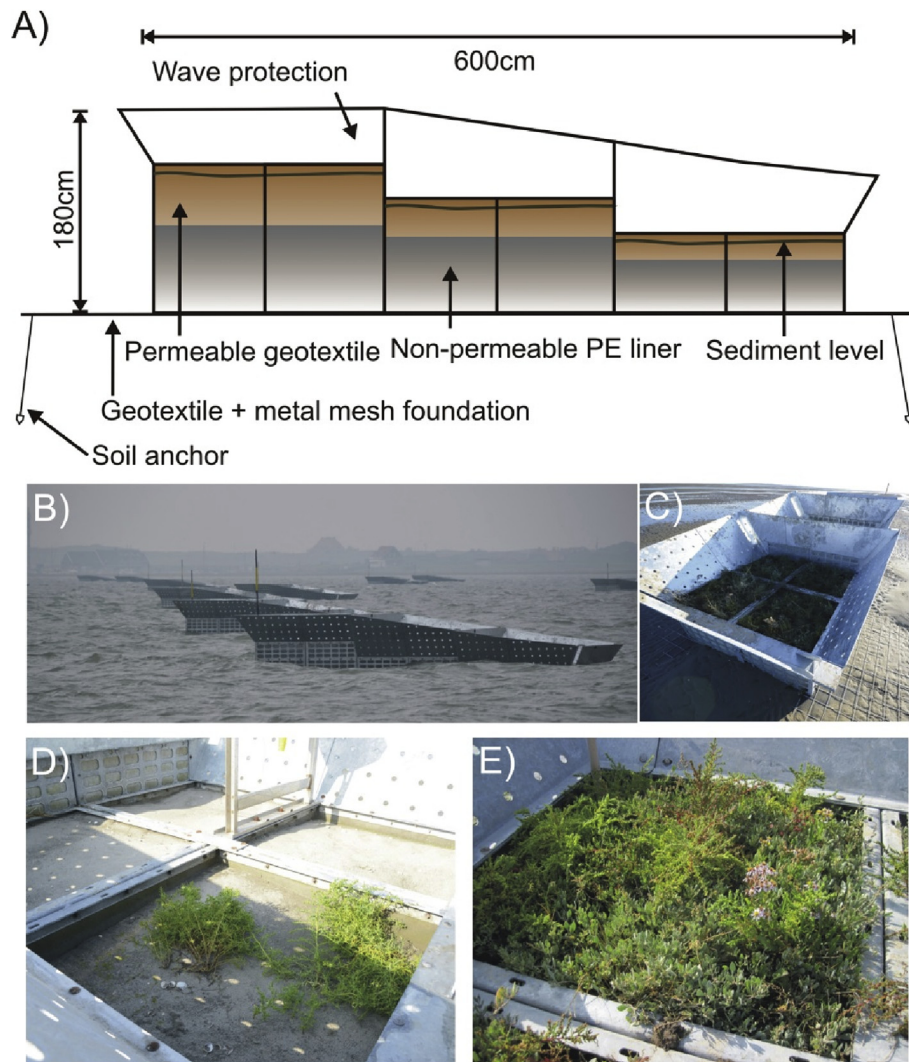 A)
600cm
Wave protection
180cm
Permeable geotextile
Non-permeable PE liner
Sediment level
Geotextile + metal mesh foundation
Soil anchor
B)
C)
D)
E)